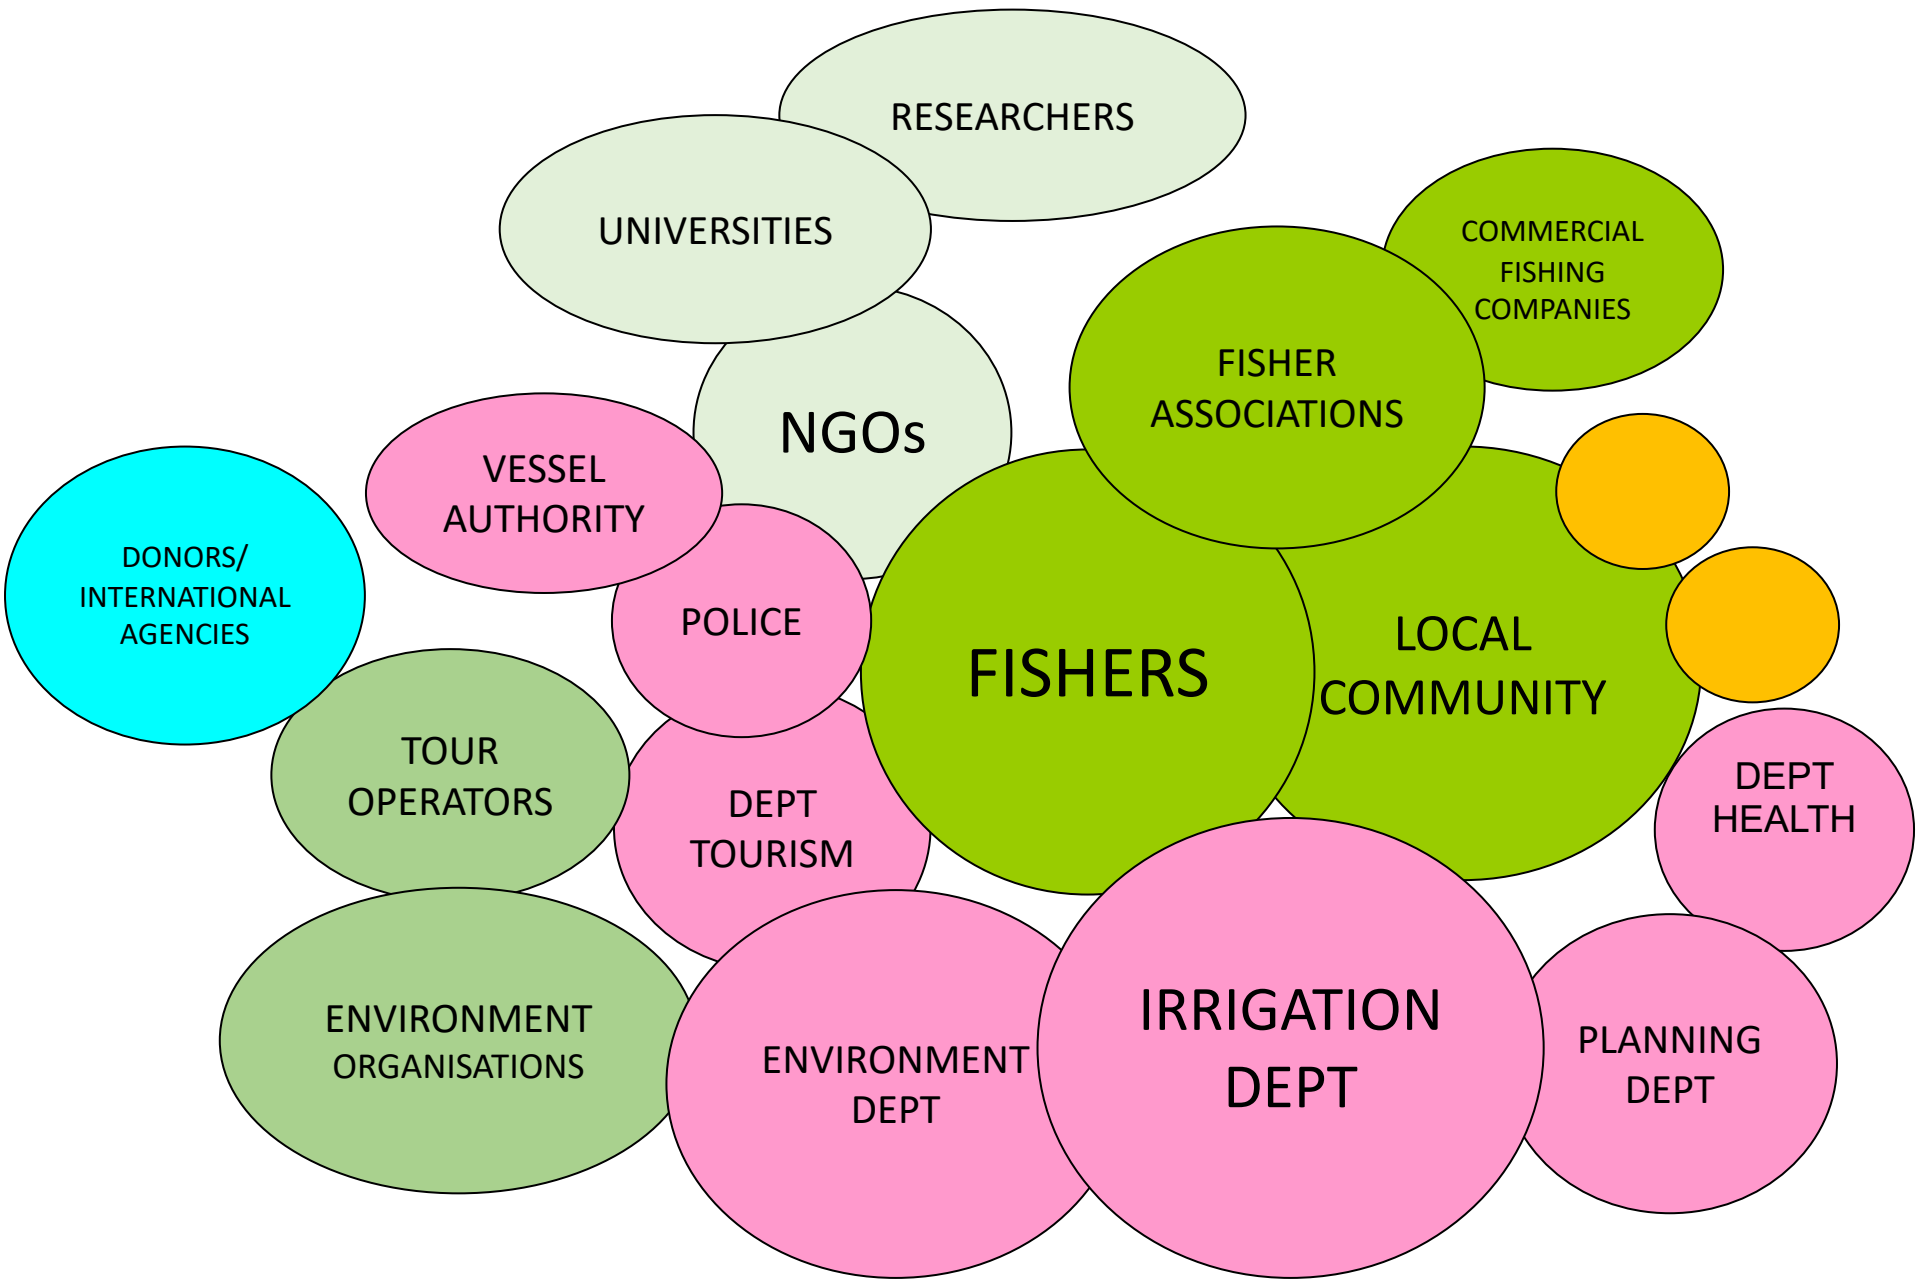 RESEARCHERS
UNIVERSITIES
COMMERCIAL
FISHING
COMPANIES
FISHER
ASSOCIATIONS
NGOs
VESSEL
AUTHORITY
DONORS/
INTERNATIONAL
AGENCIES
POLICE
FISHERS
LOCAL
COMMUNITY
TOUR
OPERATORS
DEPT
TOURISM
DEPT
HEALTH
ENVIRONMENT
ORGANISATIONS
ENVIRONMENT
DEPT
IRRIGATION
DEPT
PLANNING
DEPT